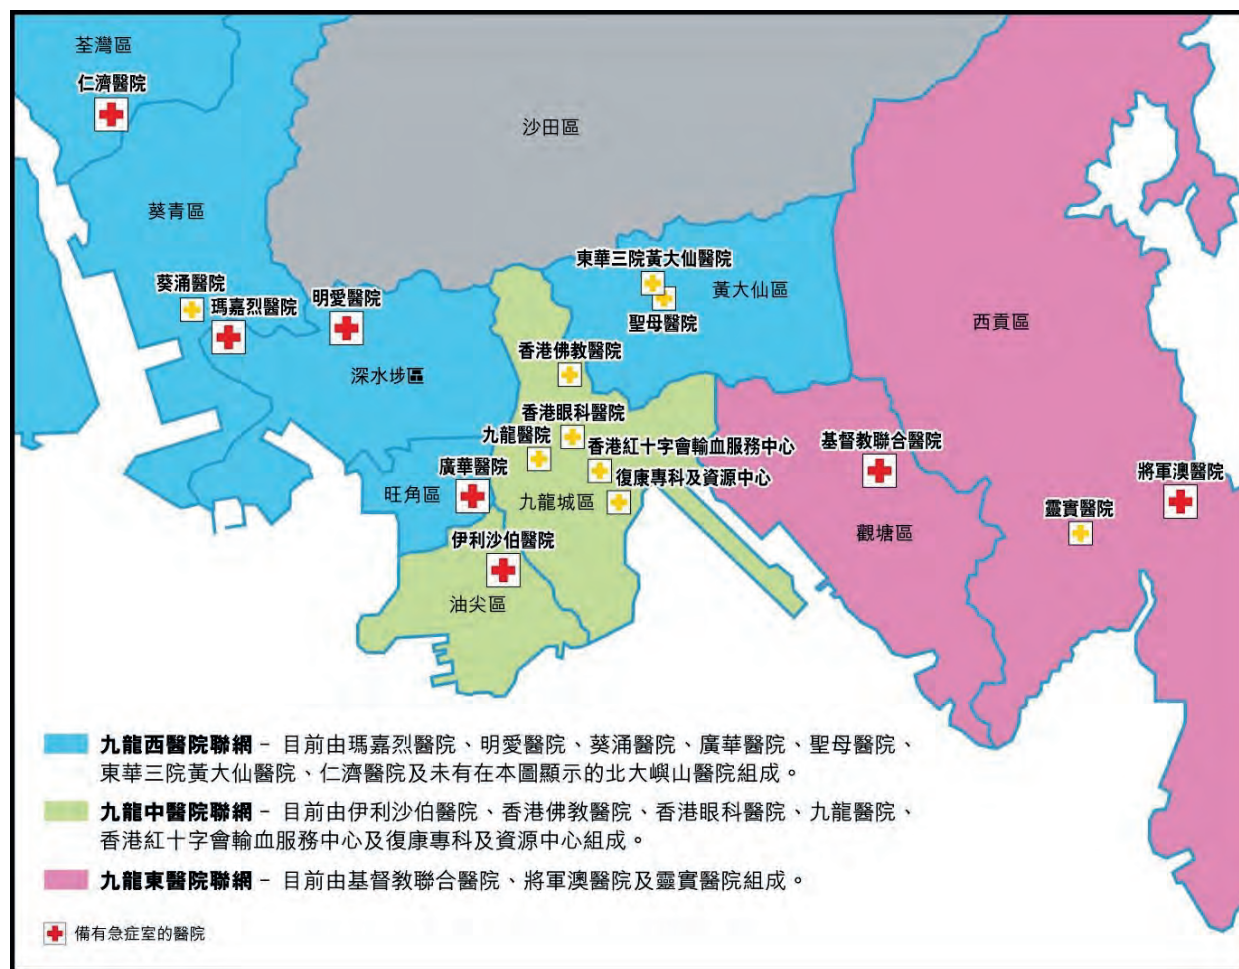 荃灣區
仁濟醫院
沙田區
葵青區
東華三院黃大仙醫院
葵涌醫院
明愛醫院
黃大仙區
瑪嘉烈醫院
聖母醫院
西貢區
香港佛教醫院
深水埗區
香港眼科醫院
九龍醫院
香港紅十字會輸血服務中心
基督教聯合醫院
廣華醫院
復康專科及資源中心
將軍澳醫院
旺角區
九龍城區
靈實醫院
觀塘區
伊利沙伯醫院
油尖區
九龍西醫院聯網 – 目前由瑪嘉烈醫院、明愛醫院、葵涌醫院、廣華醫院、聖母醫院、
東華三院黃大仙醫院、仁濟醫院及未有在本圖顯示的北大嶼山醫院組成。
九龍中醫院聯網 – 目前由伊利沙伯醫院、香港佛教醫院、香港眼科醫院、九龍醫院、
香港紅十字會輸血服務中心及復康專科及資源中心組成。
九龍東醫院聯網 – 目前由基督教聯合醫院、將軍澳醫院及靈實醫院組成。
備有急症室的醫院